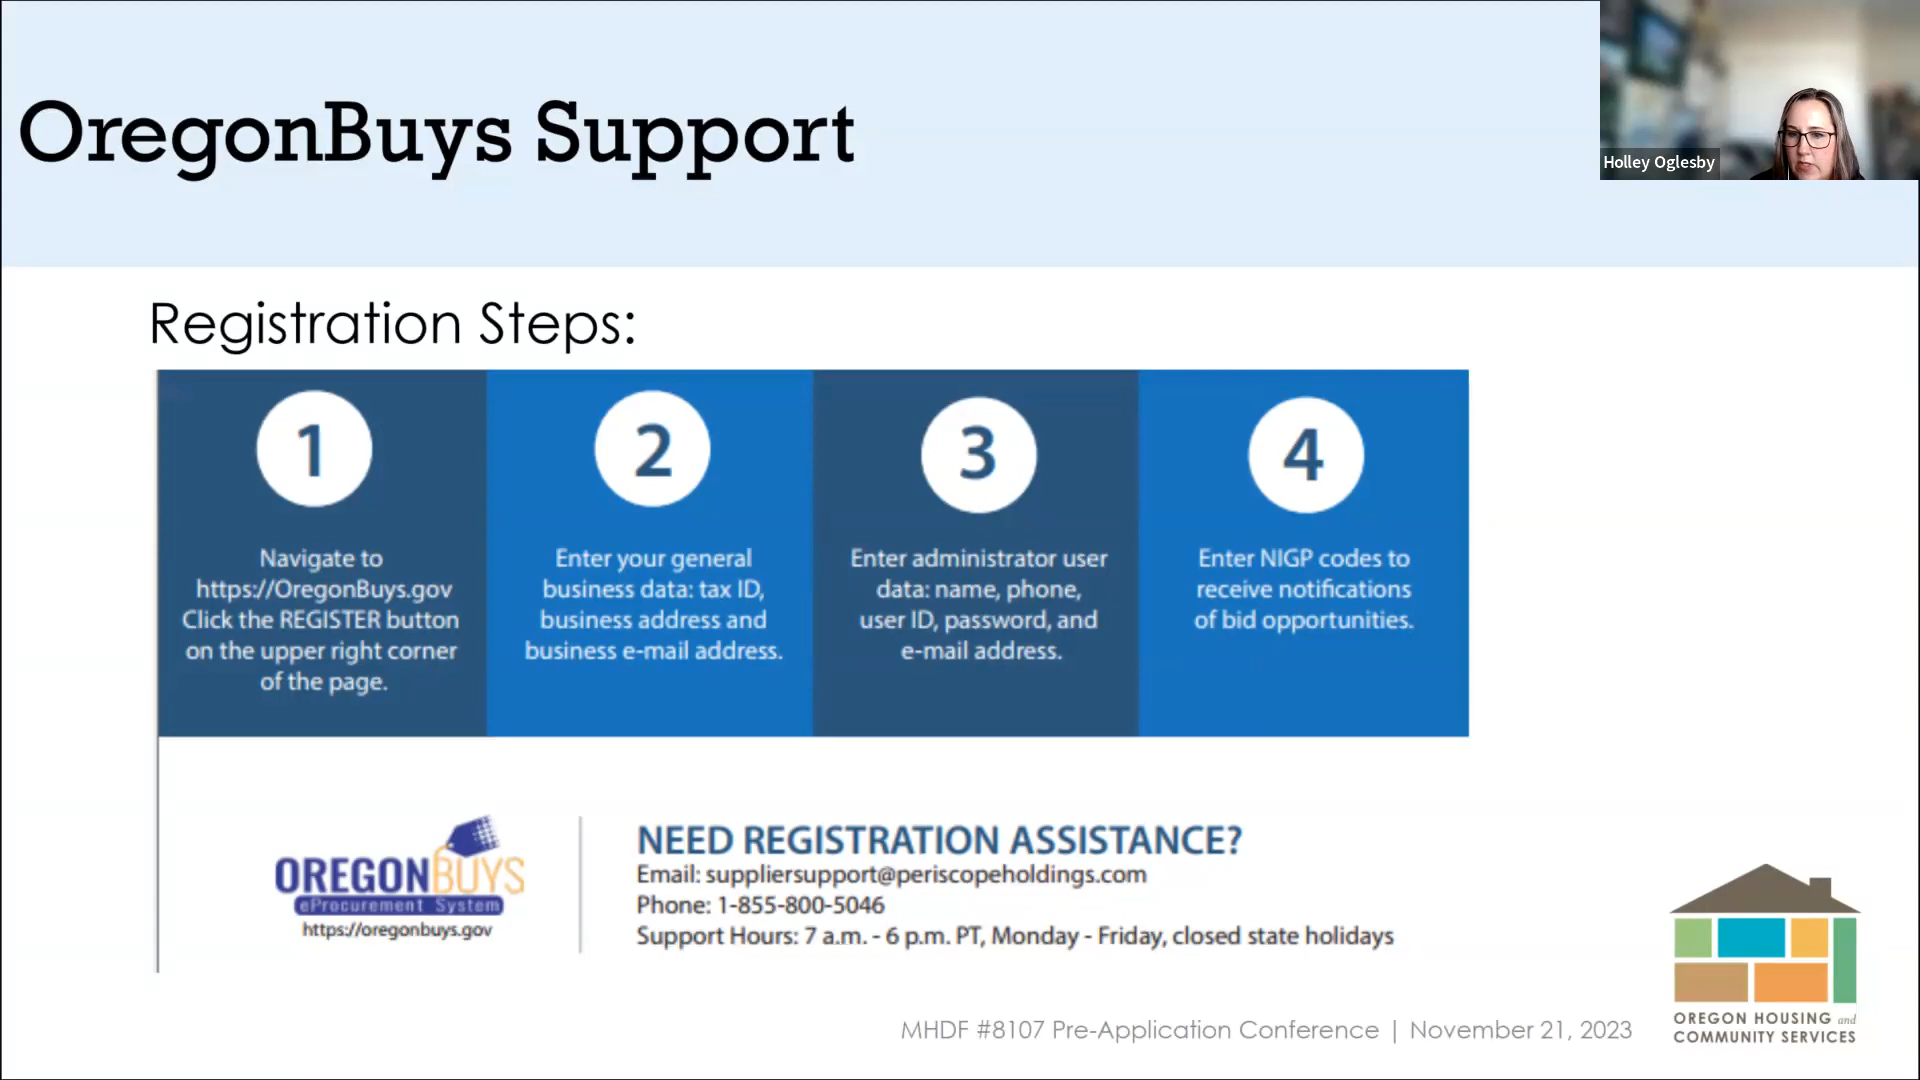 OregonBuys Support
Holley Oglesby
Registration Steps:
1
Navigate to
https://OregonBuys.gov
Click the REGISTER button
on the upper right corner
of the page.
2
Enter your general
business data: tax ID,
business address and
business e-mail address.
3
Enter administrator user
data: name, phone,
user ID, password, and
e-mail address.
4
Enter NIGP codes to
receive notifications
of bid opportunities.
OREGONBUYS
eProcurement System
https://oregonbuys.gov
NEED REGISTRATION ASSISTANCE?
Email: suppliersupport@periscopeholdings.com
Phone: 1-855-800-5046
Support Hours: 7 a.m. - 6 p.m. PT, Monday - Friday, closed state holidays
MHDF #8107 Pre-Application Conference | November 21, 2023
OREGON HOUSING and
COMMUNITY SERVICES